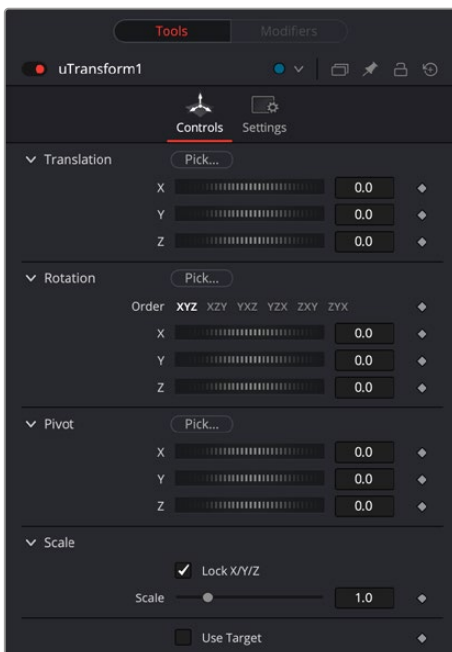 Tools Modifiers
uTransform1
Controls Settings
Translation Pick...
X 0.0
Y 0.0
Z 0.0
Rotation Pick...
Order XYZ XZY YXZ YZX ZXY ZYX
X 0.0
Y 0.0
Z 0.0
Pivot Pick...
X 0.0
Y 0.0
Z 0.0
Scale
Lock X/Y/Z
Scale 1.0
Use Target